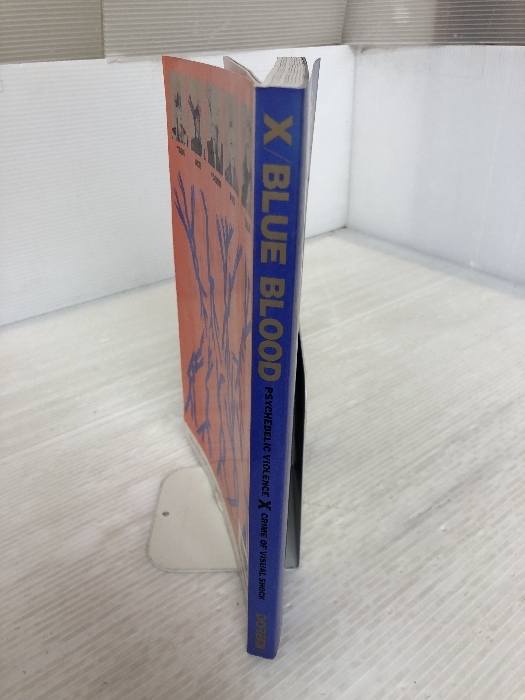 X/BLUE BLOOD
PSYCHEDELIC VIOLENCE X CRIME OF VISUAL SHOCK